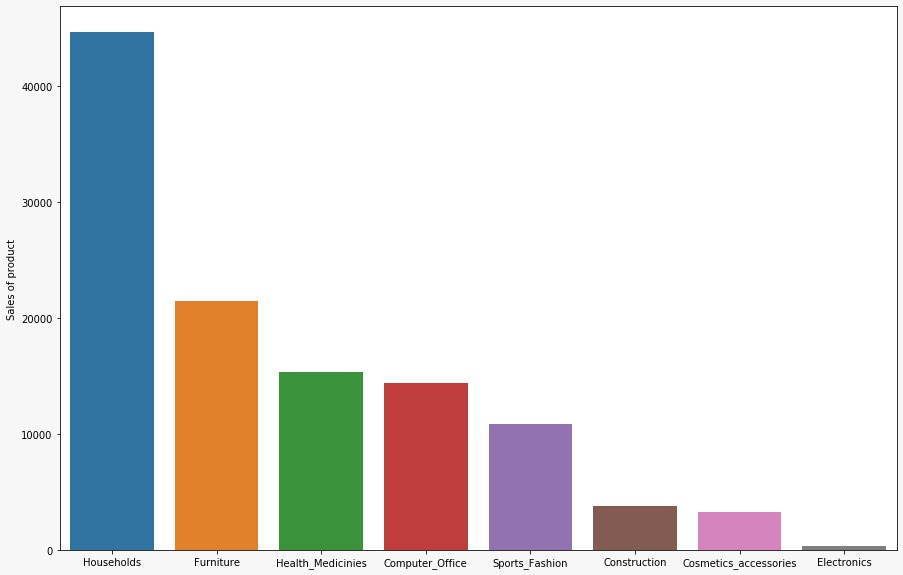 Sales of product
40000
30000
20000
10000
0
Households Furniture Health_Medicinies Computer_Office Sports_Fashion Construction Cosmetics_accessories Electronics